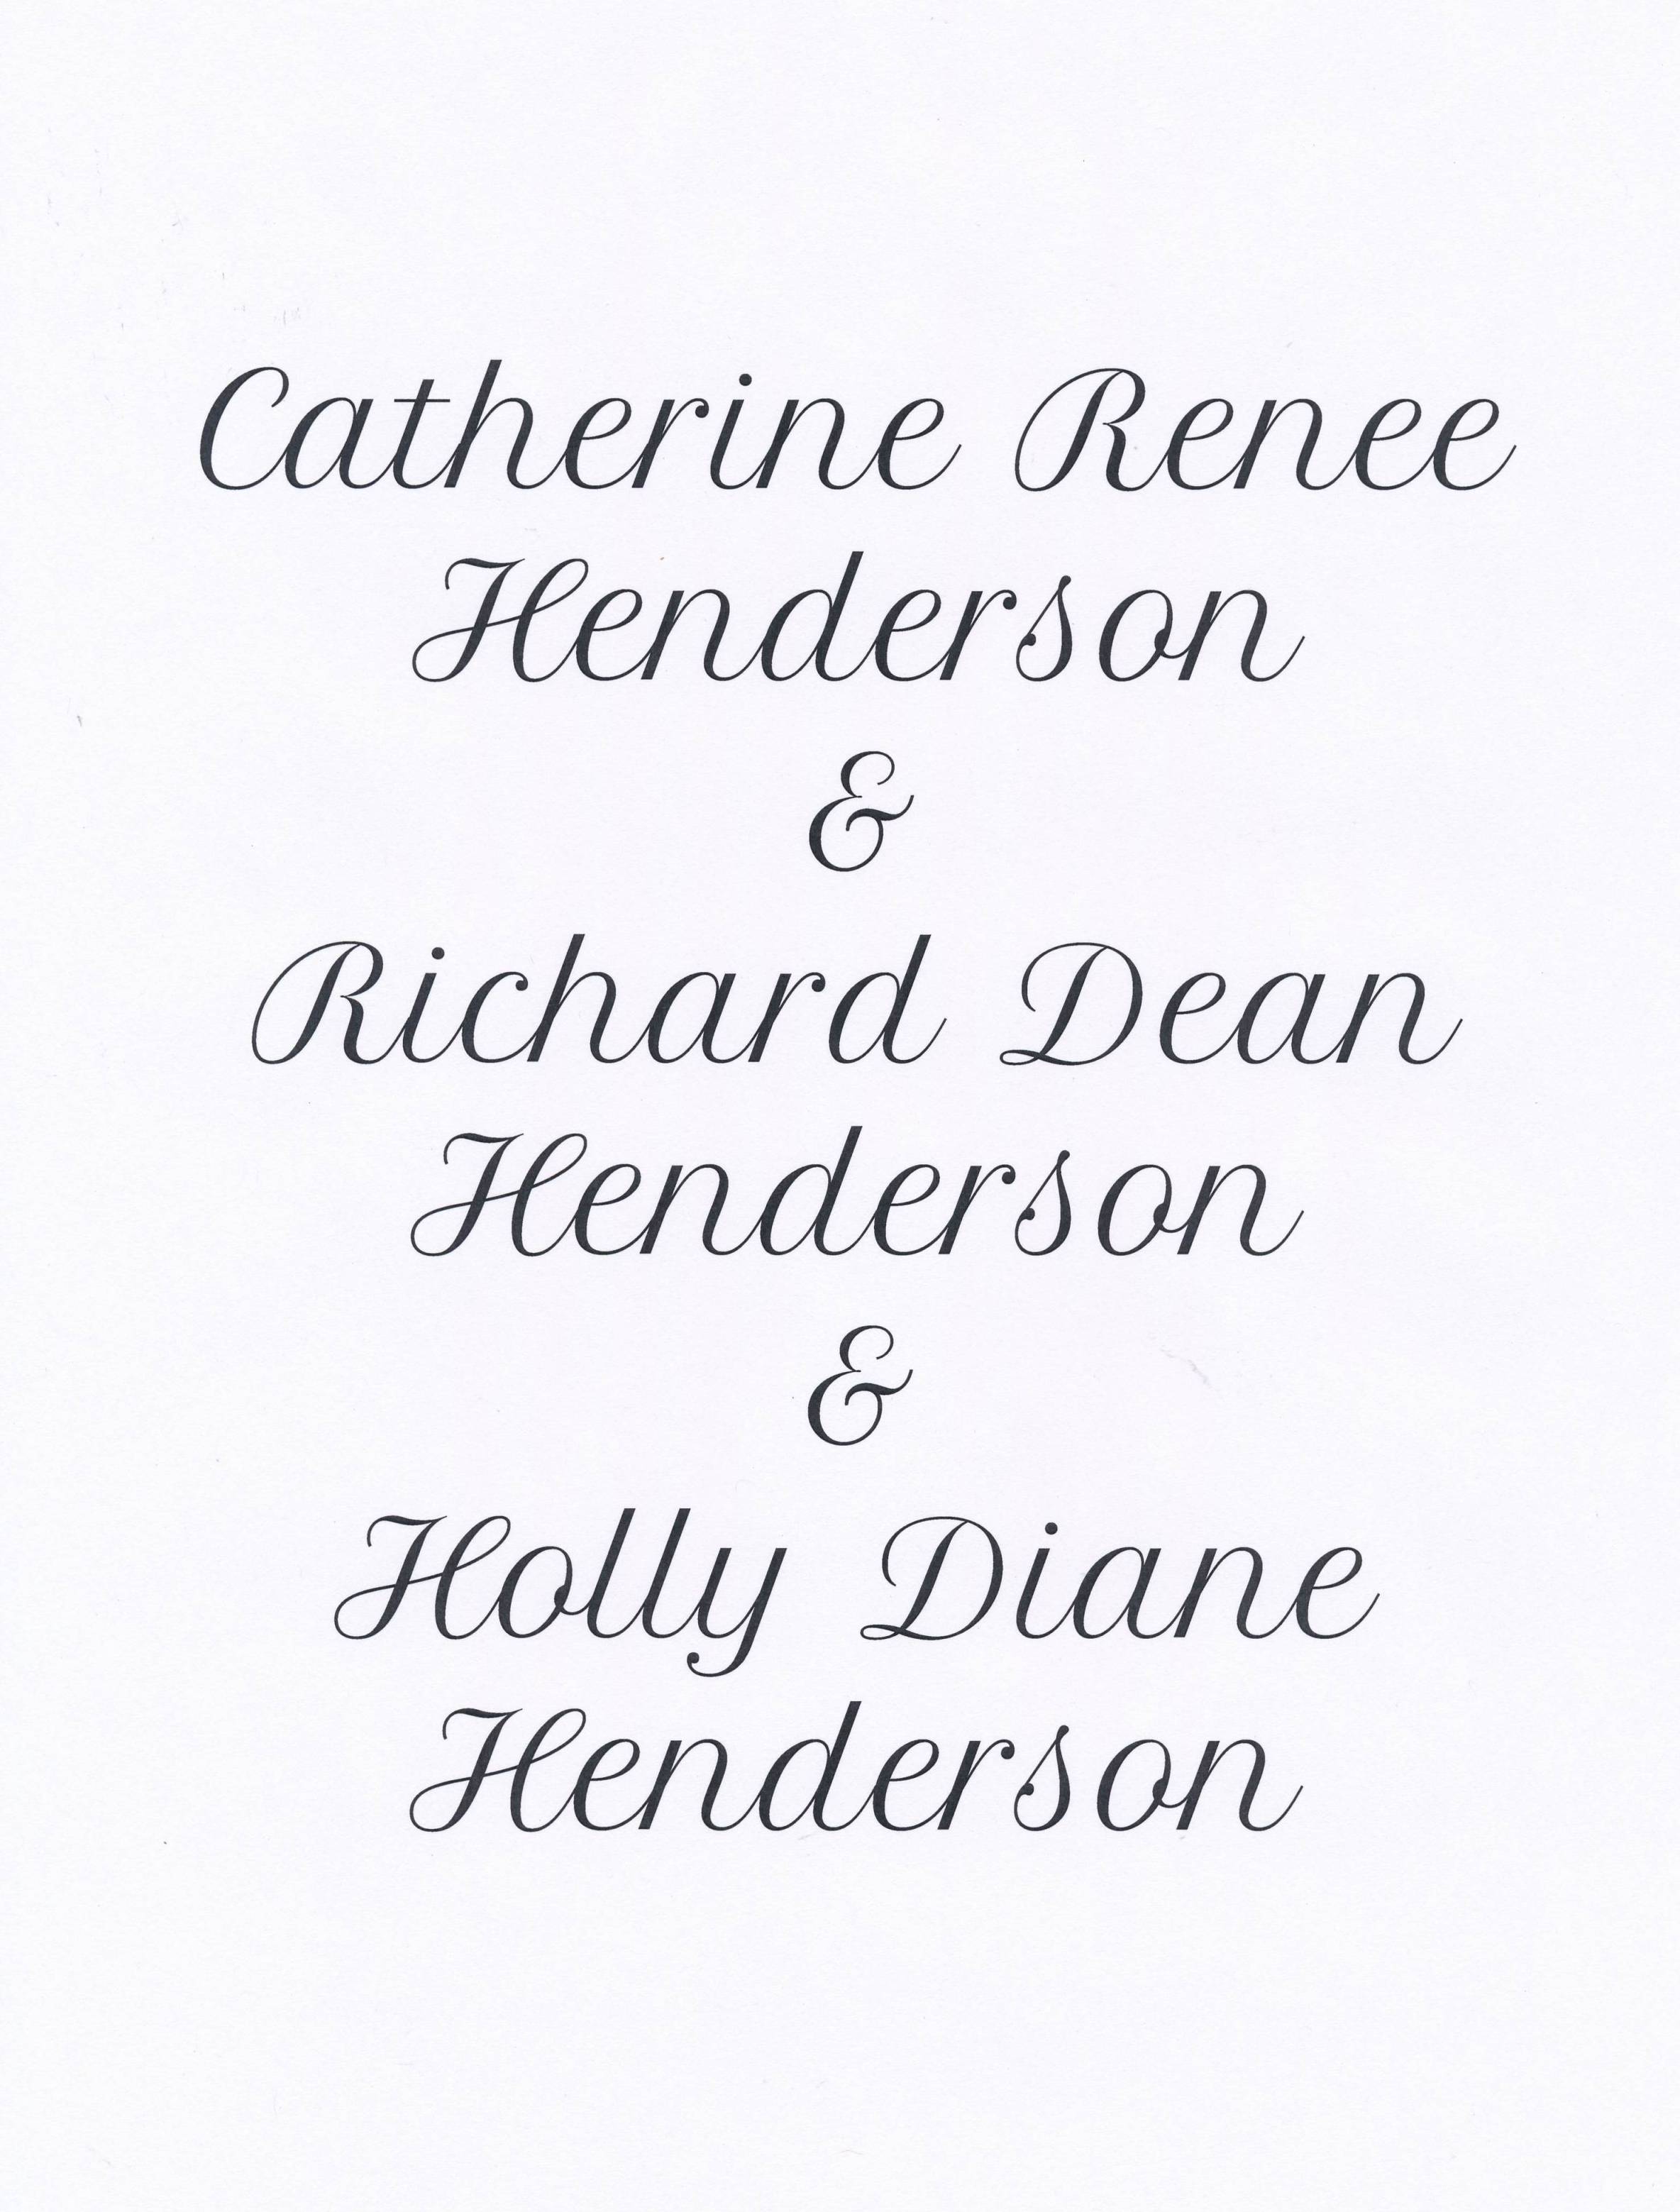 Catherine Renee
Henderson
&
Richard Dean
Henderson
&
Holly Diane
Henderson